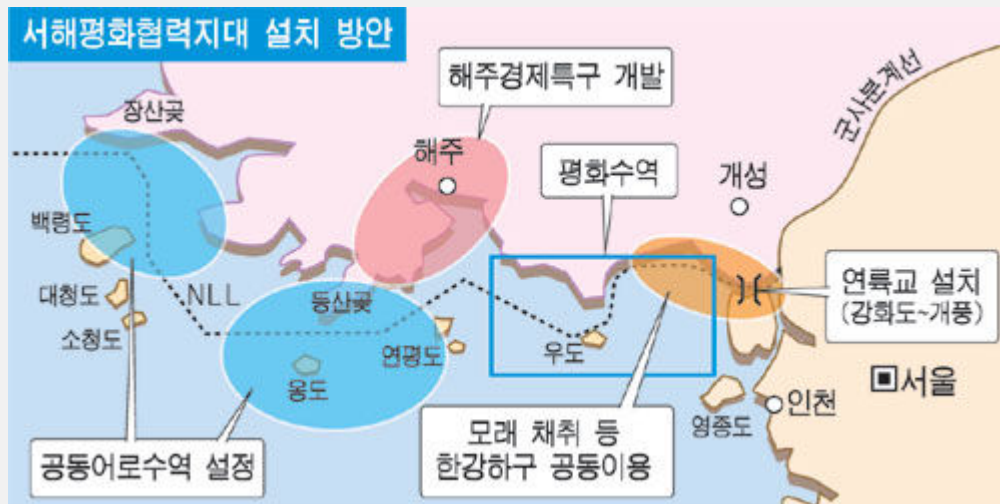 서해평화협력지대 설치 방안
해주경제특구 개발
군사분계선
장산곶
해주
평화수역
개성
백령도
대청도
NLL
등산곶
연륙교 설치
(강화도~개풍)
소청도
연평도
우도
옹도
서울
인천
영종도
공동어로수역 설정
모래 채취 등
한강하구 공동이용